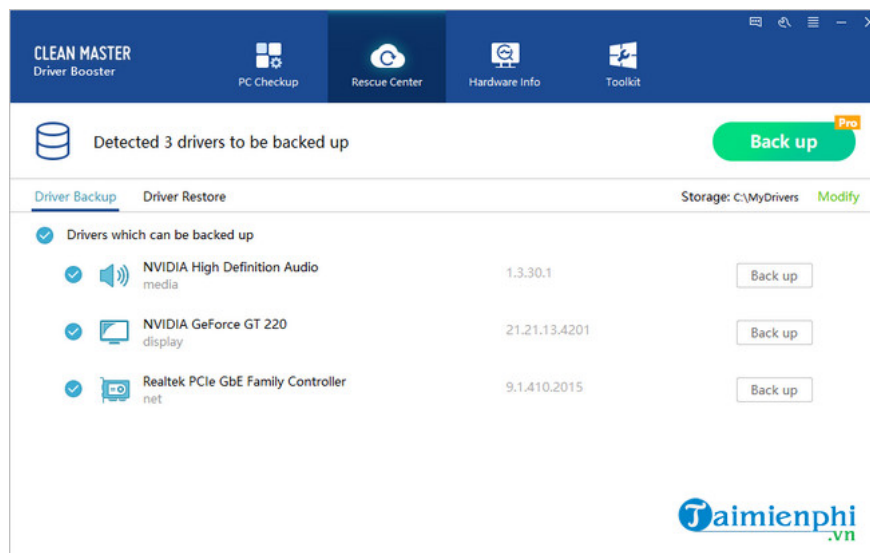 CLEAN MASTER
Driver Booster
PC Checkup
Rescue Center
Hardware Info
Toolkit
Detected 3 drivers to be backed up
Pro
Back up
Driver Backup
Driver Restore
Storage: C:\MyDrivers
Modify
Drivers which can be backed up
NVIDIA High Definition Audio
media
1.3.30.1
Back up
NVIDIA GeForce GT 220
display
21.21.13.4201
Back up
Realtek PCIe GbE Family Controller
net
9.1.410.2015
Back up
Taimienphi
.vn